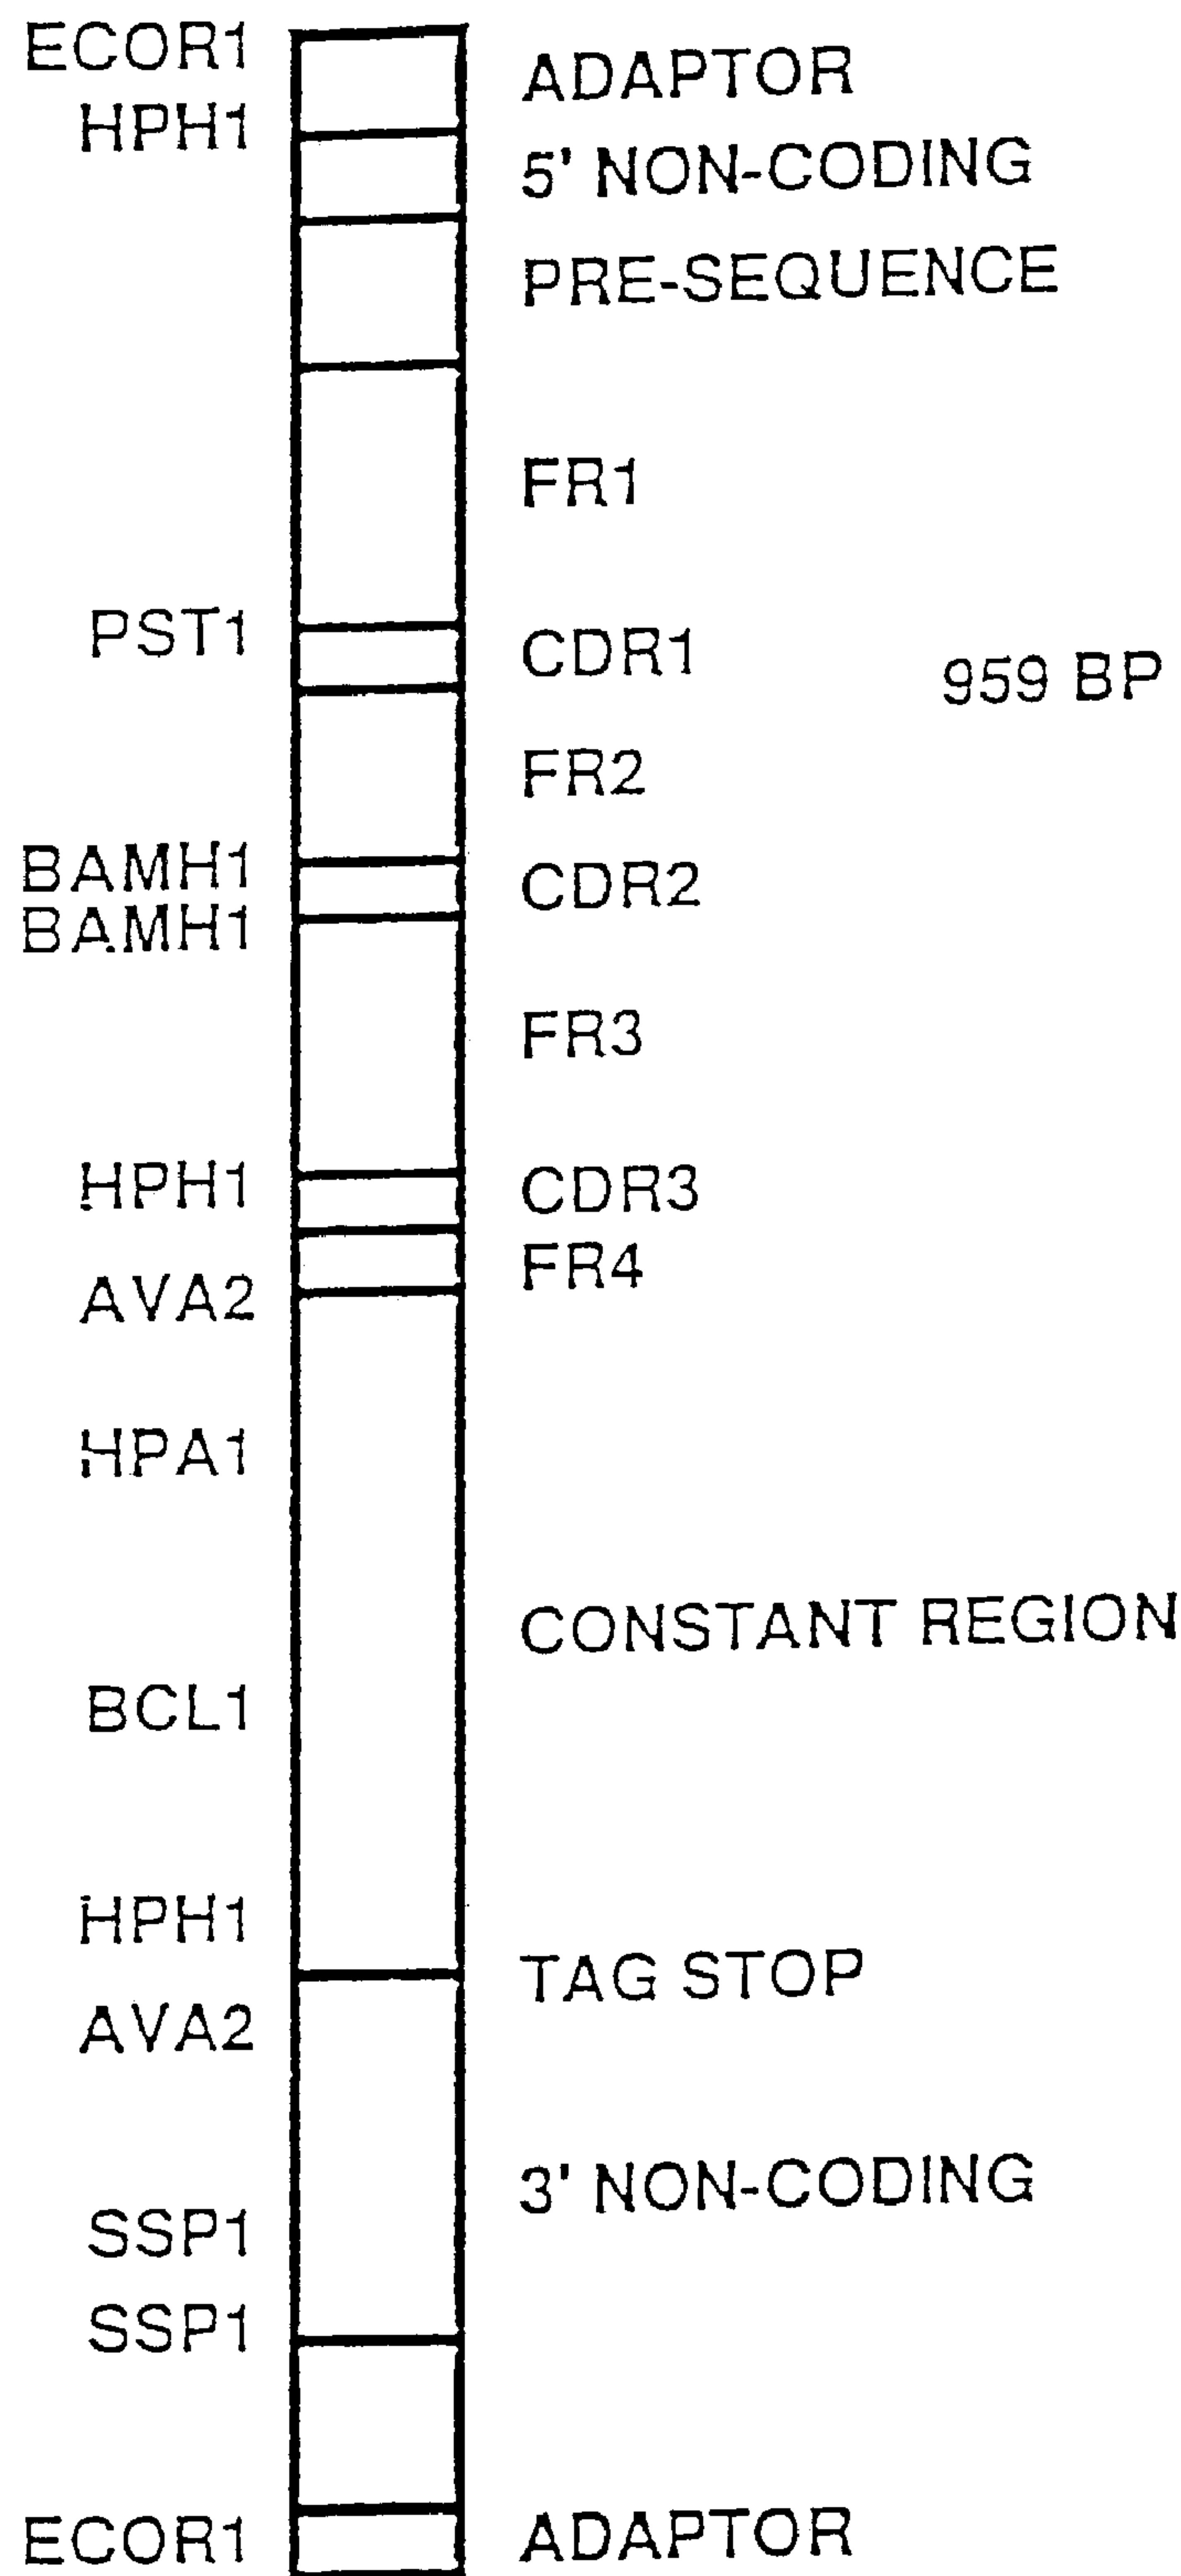 ECOR1
ADAPTOR
HPH1
5' NON-CODING
PRE-SEQUENCE
FR1
PST1
CDR1
959 BP
FR2
BAMH1
CDR2
BAMH1
FR3
HPH1
CDR3
FR4
AVA2
HPA1
CONSTANT REGION
BCL1
HPH1
TAG STOP
AVA2
3' NON-CODING
SSP1
SSP1
ECOR1
ADAPTOR